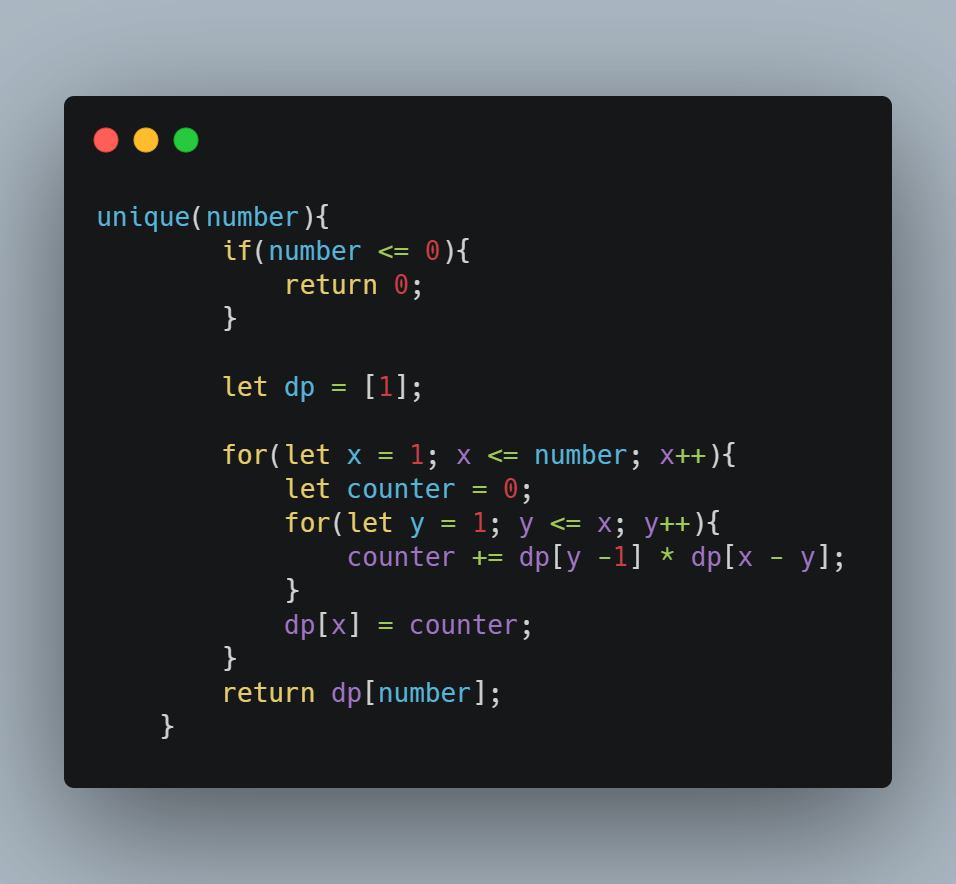 unique(number){
        if(number <= 0){
            return 0;
        }

        let dp = [1];

        for(let x = 1; x <= number; x++){
            let counter = 0;
            for(let y = 1; y <= x; y++){
                counter += dp[y -1] * dp[x - y];
            }
            dp[x] = counter;
        }
        return dp[number];
    }